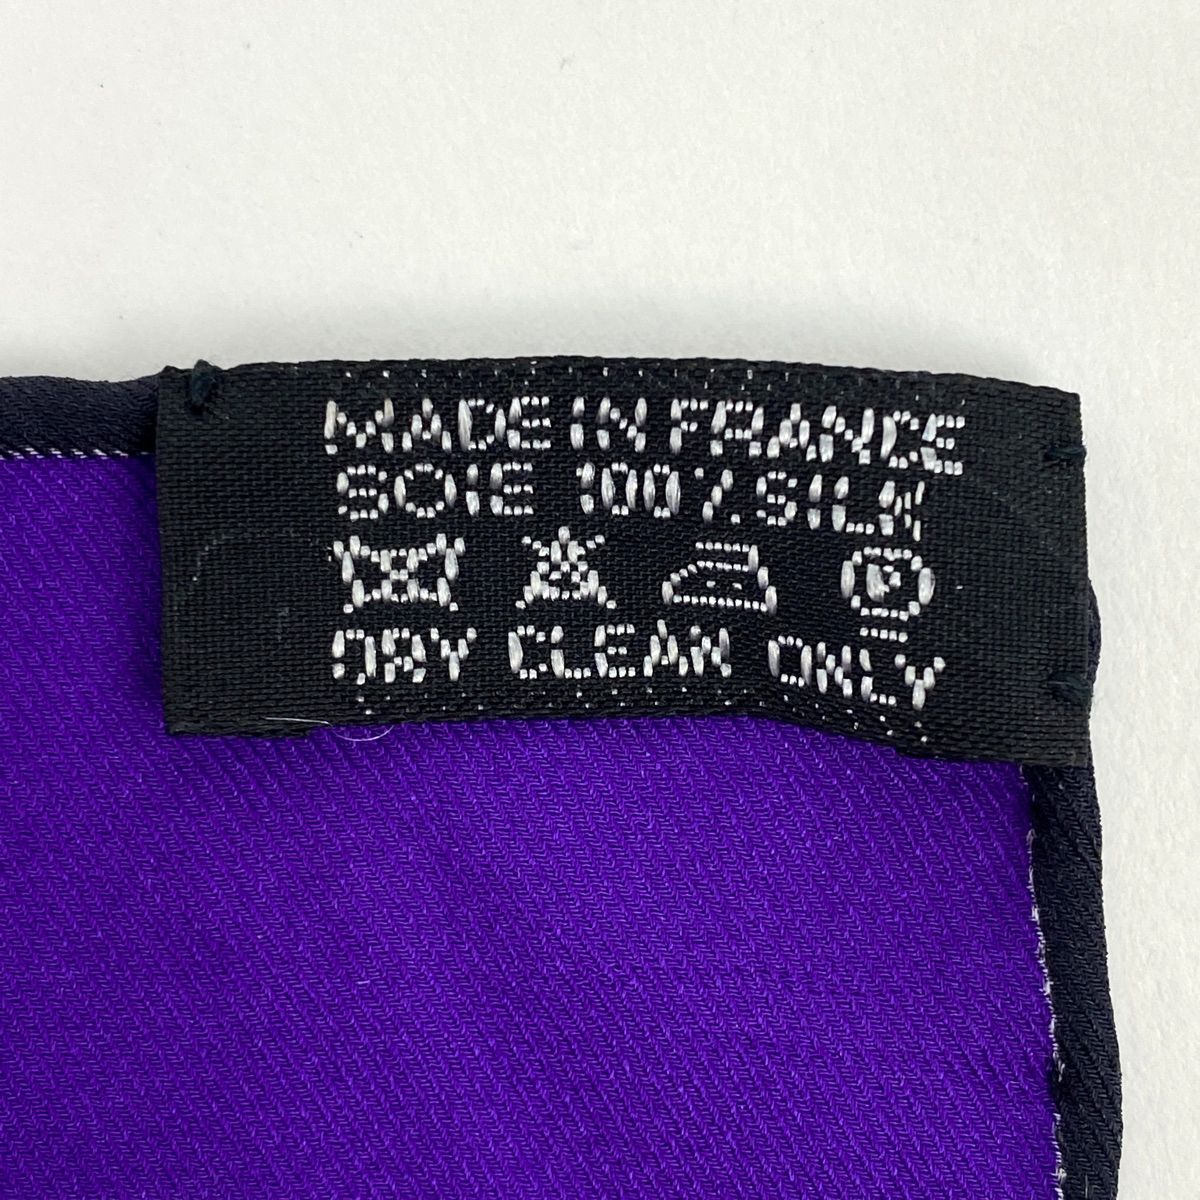 MADE IN FRANCE
SOIE 100% SILK
P
DRY CLEAN ONLY